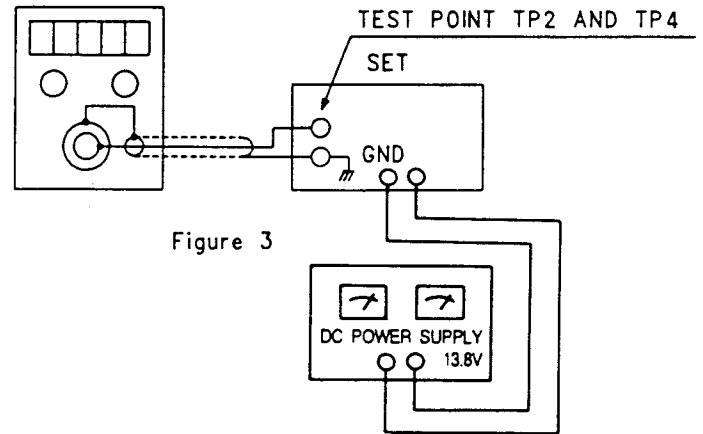 TEST POINT TP2 AND TP4
SET
GND
Figure 3
DC POWER SUPPLY
13.8V